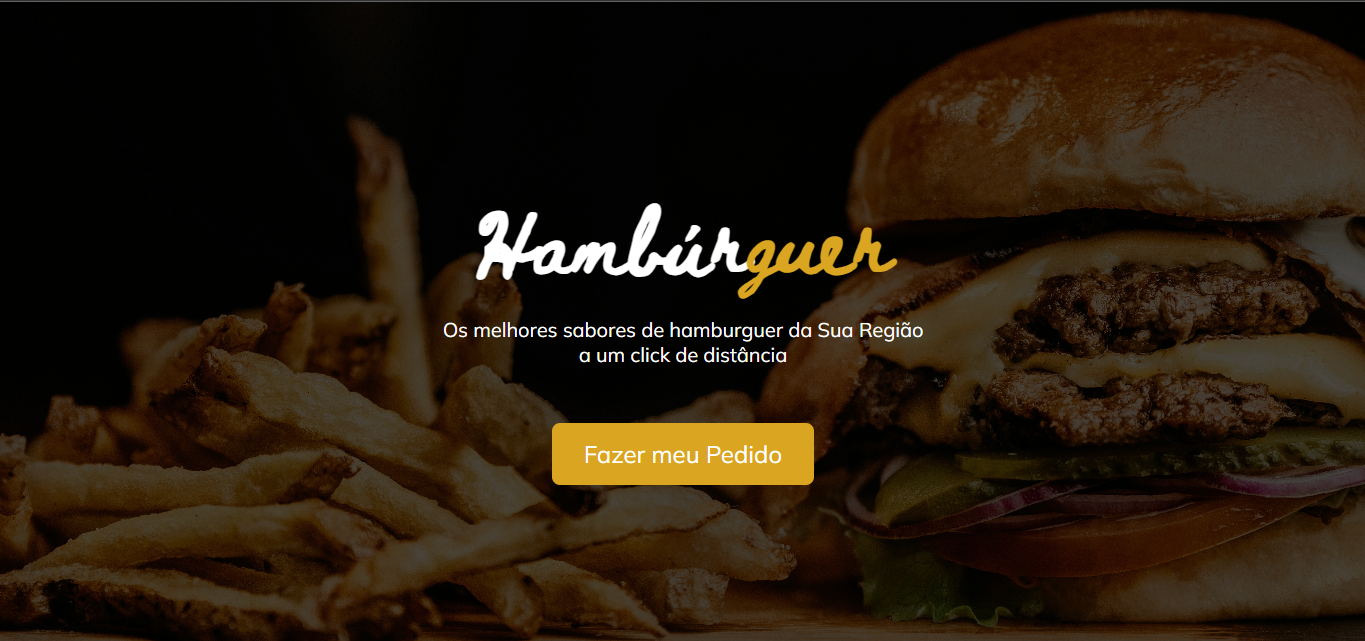 Hambúrguer
Os melhores sabores de hamburguer da Sua Região
a um click de distância
Fazer meu Pedido